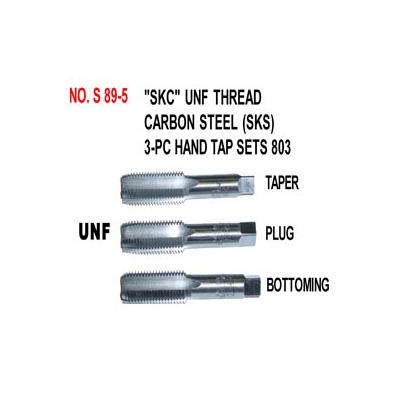 NO. S 89-5
"SKC" UNF THREAD
CARBON STEEL (SKS)
3-PC HAND TAP SETS 803
TAPER
UNF
PLUG
BOTTOMING